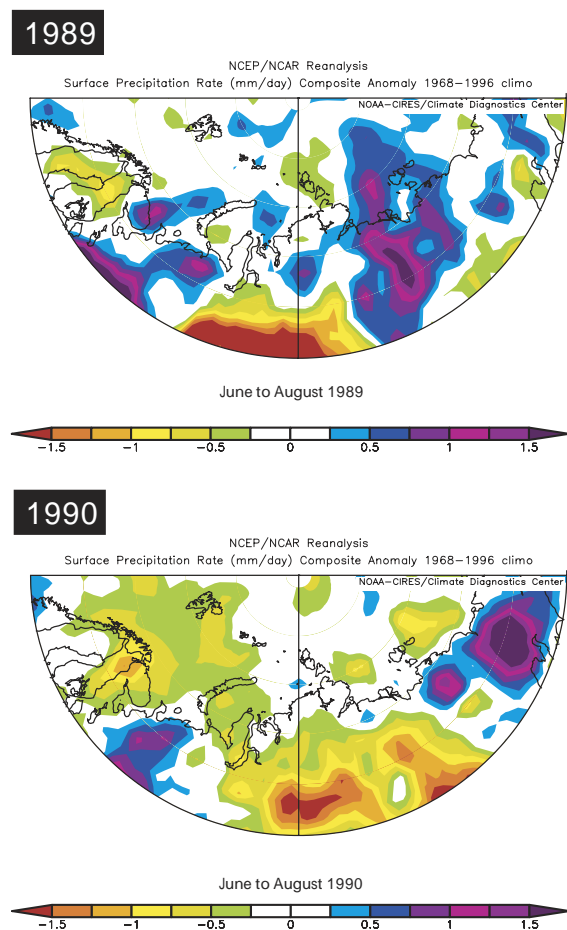 1989
NCEP/NCAR Reanalysis
Surface Precipitation Rate (mm/day) Composite Anomaly 1968−1996 climo
NOAA−CIRES/Climate Diagnostics Center
June to August 1989
−1.5 −1 −0.5 0 0.5 1 1.5
1990
NCEP/NCAR Reanalysis
Surface Precipitation Rate (mm/day) Composite Anomaly 1968−1996 climo
NOAA−CIRES/Climate Diagnostics Center
June to August 1990
−1.5 −1 −0.5 0 0.5 1 1.5